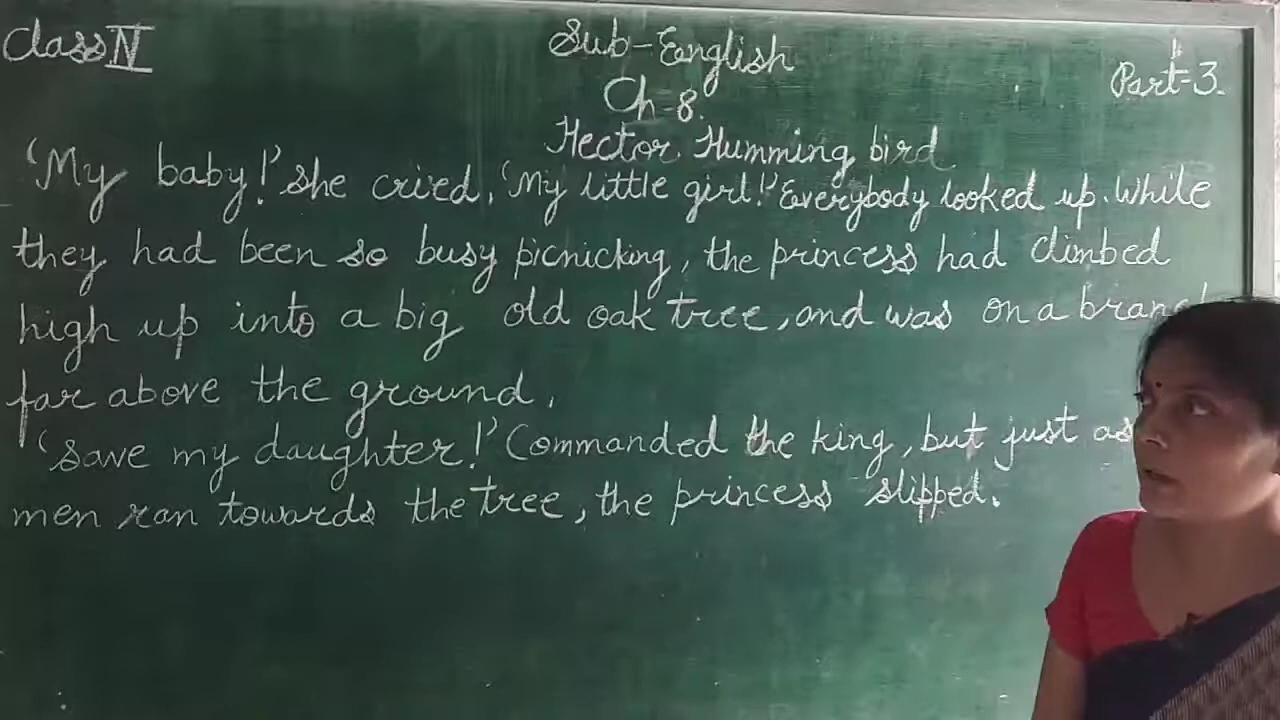 Class IV
Sub-English
Part-3.
Ch-8.
Hector Humming bird
'My baby!' she cried, 'My little girl!' Everybody looked up. While
they had been so busy picnicking, the princess had climbed
high up into a big old oak tree, and was on a branch
far above the ground.
'Save my daughter!' Commanded the king, but just as
men ran towards the tree, the princess slipped.